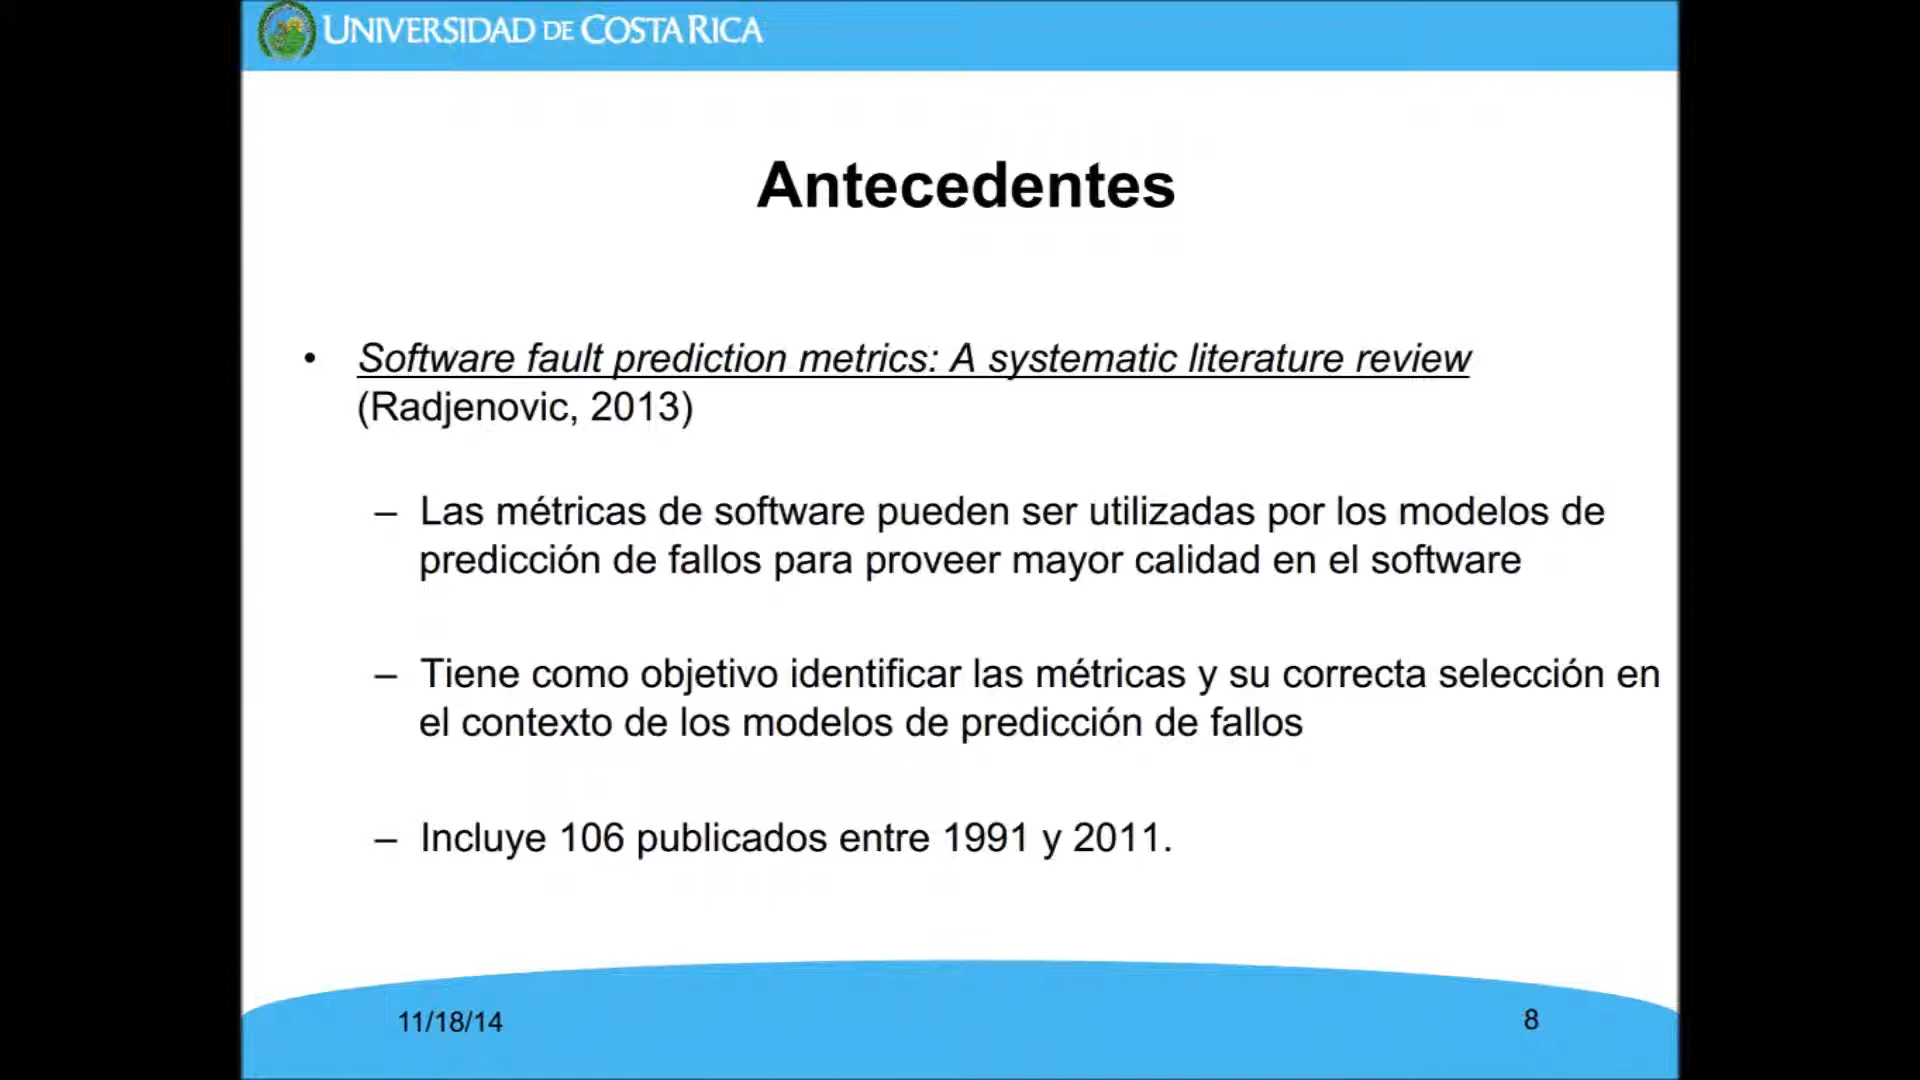 UNIVERSIDAD DE COSTA RICA
Antecedentes
• Software fault prediction metrics: A systematic literature review
(Radjenovic, 2013)
– Las métricas de software pueden ser utilizadas por los modelos de
predicción de fallos para proveer mayor calidad en el software
– Tiene como objetivo identificar las métricas y su correcta selección en
el contexto de los modelos de predicción de fallos
– Incluye 106 publicados entre 1991 y 2011.
11/18/14
8